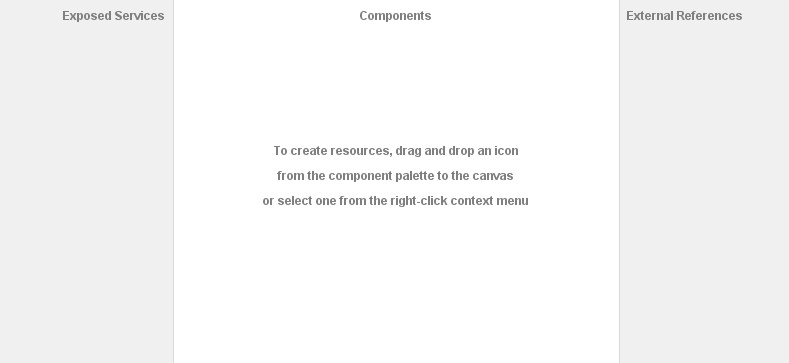 Exposed Services
Components
External References
To create resources, drag and drop an icon
from the component palette to the canvas
or select one from the right-click context menu